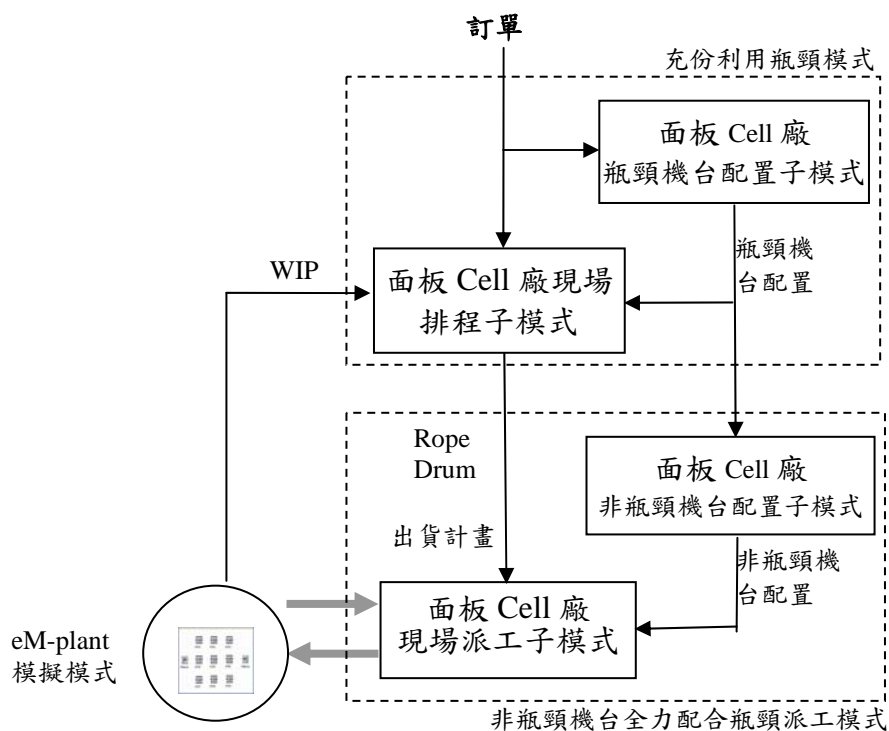 訂單
充份利用瓶頸模式
面板 Cell 廠
瓶頸機台配置子模式
瓶頸機
台配置
WIP
面板 Cell 廠現場
排程子模式
Rope
Drum
面板 Cell 廠
非瓶頸機台配置子模式
出貨計畫
非瓶頸機
台配置
面板 Cell 廠
現場派工子模式
eM-plant
模擬模式
非瓶頸機台全力配合瓶頸派工模式